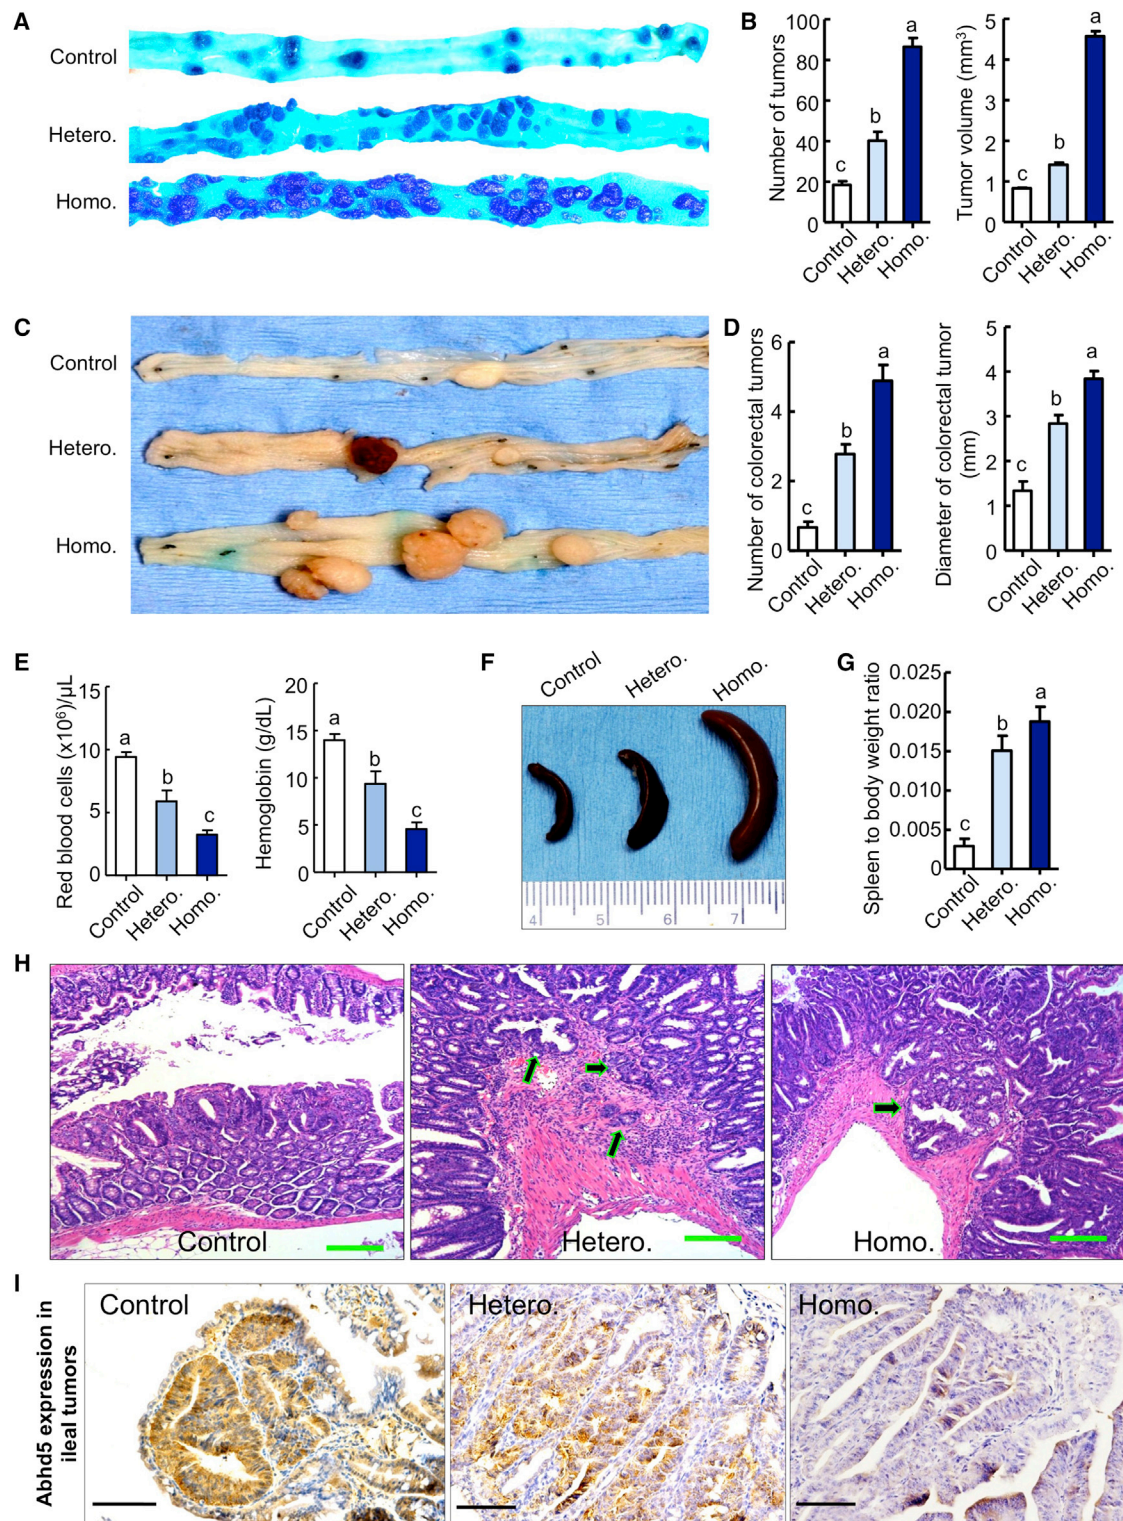 A
Control
Hetero.
Homo.
B
Number of tumors
100
80
60
40
20
0
c
b
a
Control
Hetero.
Homo.
Tumor volume (mm³)
5
4
3
2
1
0
c
b
a
Control
Hetero.
Homo.
C
Control
Hetero.
Homo.
D
Number of colorectal tumors
6
4
2
0
c
b
a
Control
Hetero.
Homo.
Diameter of colorectal tumor
(mm)
5
4
3
2
1
0
c
b
a
Control
Hetero.
Homo.
E
Red blood cells (x10⁶)/µL
15
10
5
0
a
b
c
Control
Hetero.
Homo.
Hemoglobin (g/dL)
20
15
10
5
0
a
b
c
Control
Hetero.
Homo.
F
Control
Hetero.
Homo.
4
5
6
7
G
Spleen to body weight ratio
0.025
0.020
0.015
0.010
0.005
0
c
b
a
Control
Hetero.
Homo.
H
Control
Hetero.
Homo.
I
Abhd5 expression in
ileal tumors
Control
Hetero.
Homo.